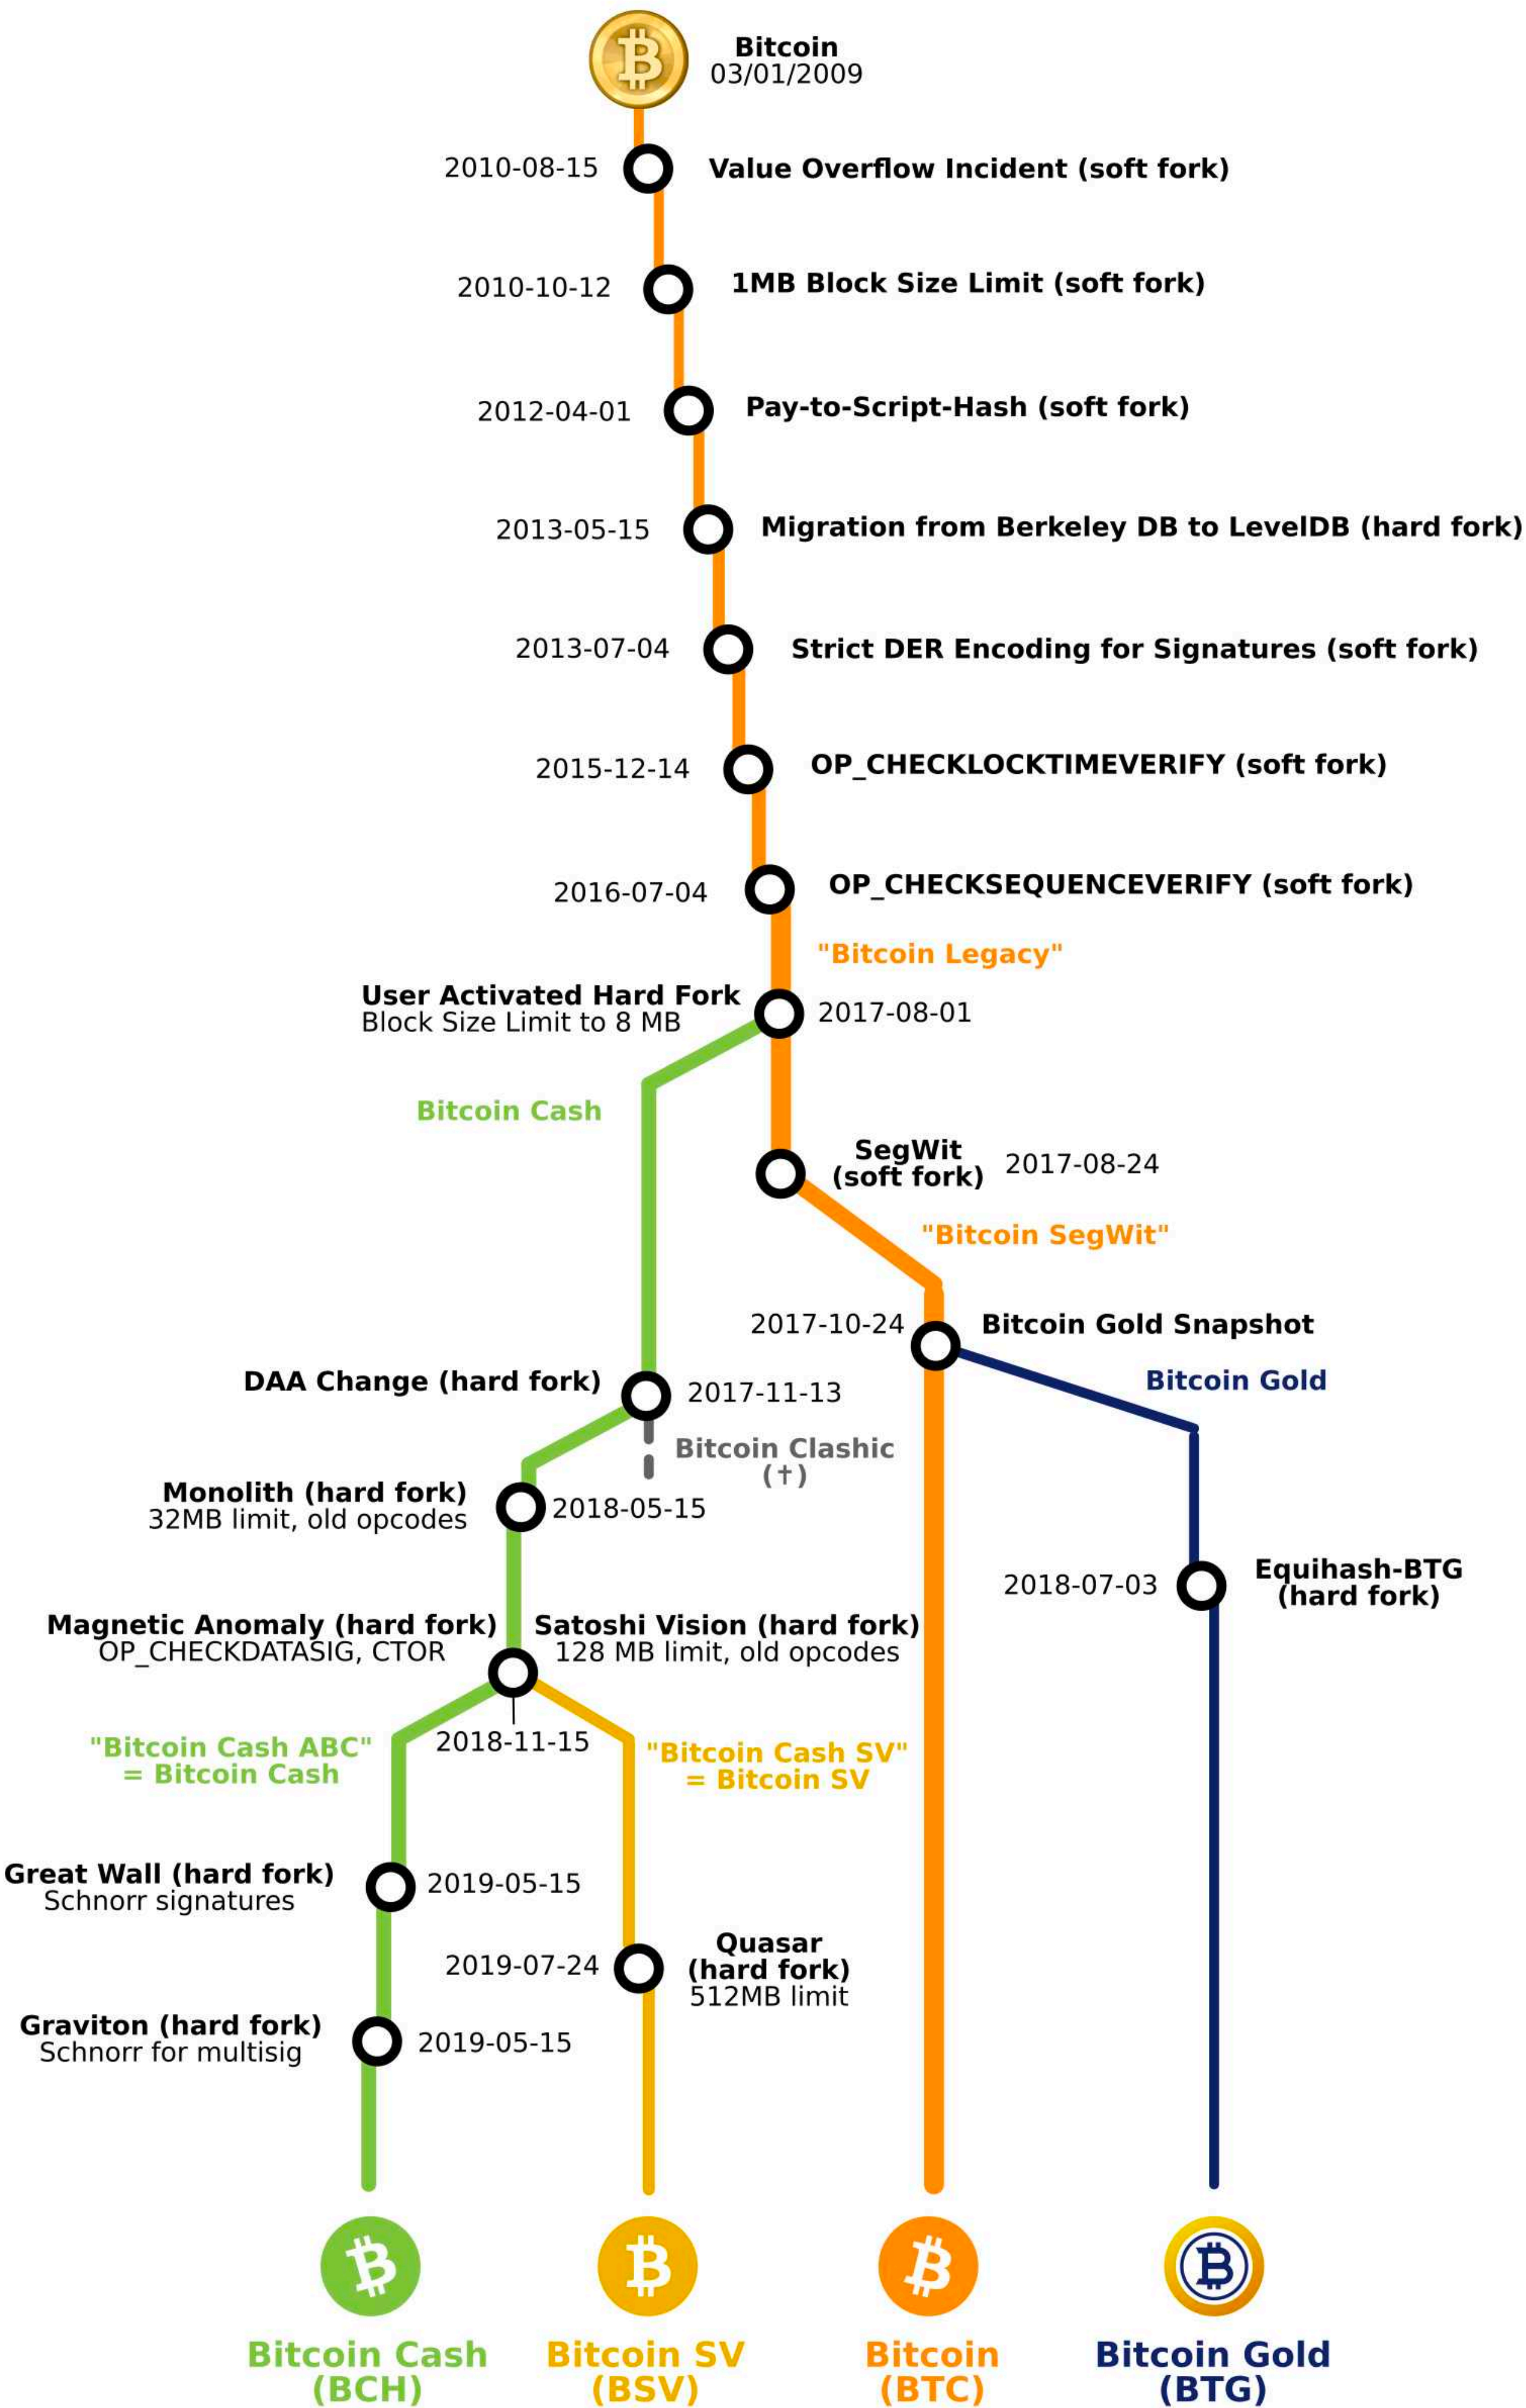 Bitcoin
03/01/2009
2010-08-15
Value Overflow Incident (soft fork)
2010-10-12
1MB Block Size Limit (soft fork)
2012-04-01
Pay-to-Script-Hash (soft fork)
2013-05-15
Migration from Berkeley DB to LevelDB (hard fork)
2013-07-04
Strict DER Encoding for Signatures (soft fork)
2015-12-14
OP_CHECKLOCKTIMEVERIFY (soft fork)
2016-07-04
OP_CHECKSEQUENCEVERIFY (soft fork)
"Bitcoin Legacy"
User Activated Hard Fork
Block Size Limit to 8 MB
2017-08-01
Bitcoin Cash
SegWit
(soft fork)
2017-08-24
"Bitcoin SegWit"
2017-10-24
Bitcoin Gold Snapshot
Bitcoin Gold
DAA Change (hard fork)
2017-11-13
Bitcoin Clashic
(✝)
Monolith (hard fork)
32MB limit, old opcodes
2018-05-15
2018-07-03
Equihash-BTG
(hard fork)
Magnetic Anomaly (hard fork)
OP_CHECKDATASIG, CTOR
Satoshi Vision (hard fork)
128 MB limit, old opcodes
2018-11-15
"Bitcoin Cash ABC"
= Bitcoin Cash
"Bitcoin Cash SV"
= Bitcoin SV
Great Wall (hard fork)
Schnorr signatures
2019-05-15
2019-07-24
Quasar
(hard fork)
512MB limit
Graviton (hard fork)
Schnorr for multisig
2019-05-15
Bitcoin Cash
(BCH)
Bitcoin SV
(BSV)
Bitcoin
(BTC)
Bitcoin Gold
(BTG)